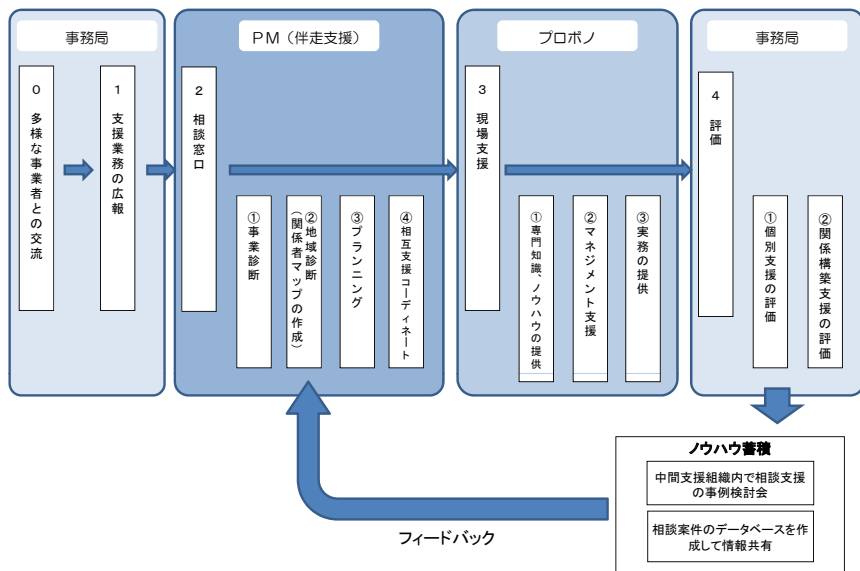 事務局
0 多様な事業者との交流
1 支援業務の広報
PM（伴走支援）
2 相談窓口
①事業診断
②地域診断
（関係者マップの作成）
③プランニング
④相互支援コーディネート
プロボノ
3 現場支援
①専門知識、ノウハウの提供
②マネジメント支援
③実務の提供
事務局
4 評価
①個別支援の評価
②関係構築支援の評価
ノウハウ蓄積
中間支援組織内で相談支援
の事例検討会
相談案件のデータベースを作
成して情報共有
フィードバック